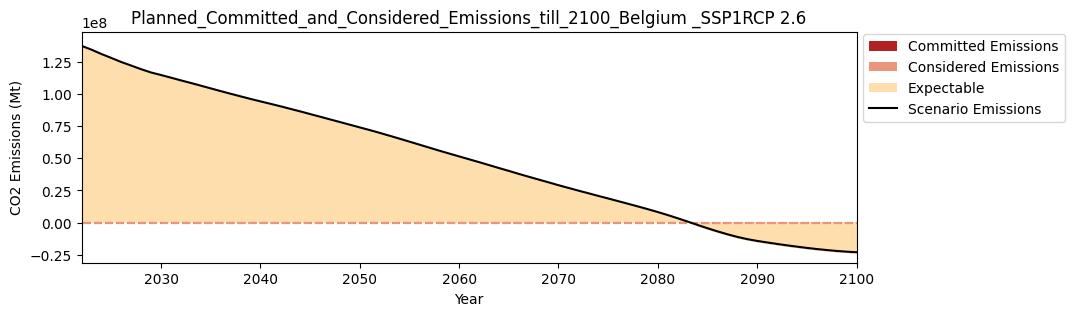 Planned_Committed_and_Considered_Emissions_till_2100_Belgium _SSP1RCP 2.6
1e8
CO2 Emissions (Mt)
1.25
1.00
0.75
0.50
0.25
0.00
−0.25
2030 2040 2050 2060 2070 2080 2090 2100
Year
Committed Emissions
Considered Emissions
Expectable
Scenario Emissions